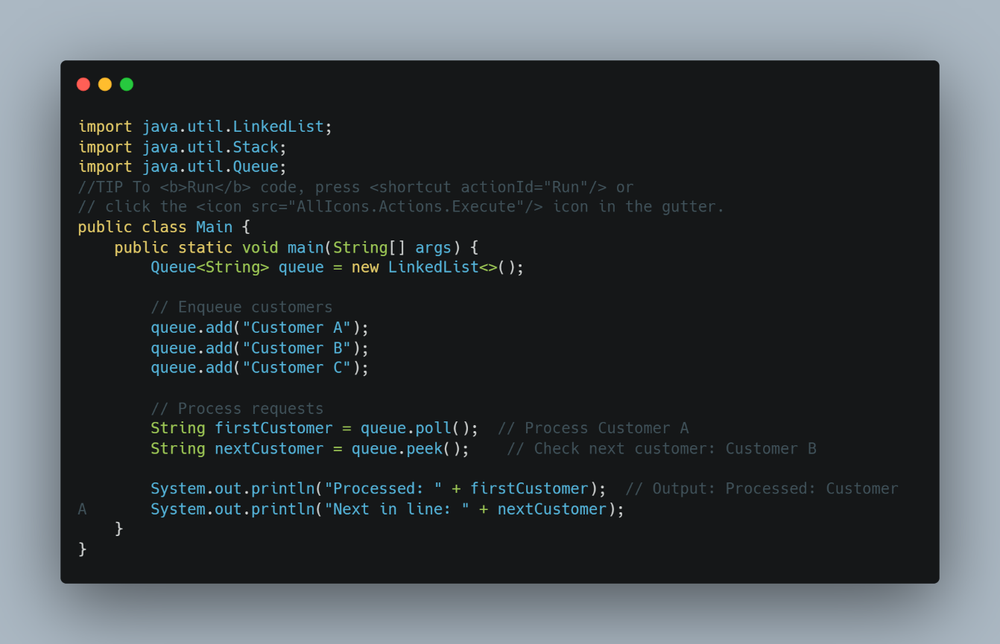 import java.util.LinkedList;
import java.util.Stack;
import java.util.Queue;
//TIP To <b>Run</b> code, press <shortcut actionId="Run"/> or
// click the <icon src="AllIcons.Actions.Execute"/> icon in the gutter.
public class Main {
    public static void main(String[] args) {
        Queue<String> queue = new LinkedList<>();

        // Enqueue customers
        queue.add("Customer A");
        queue.add("Customer B");
        queue.add("Customer C");

        // Process requests
        String firstCustomer = queue.poll();  // Process Customer A
        String nextCustomer = queue.peek();    // Check next customer: Customer B

        System.out.println("Processed: " + firstCustomer);  // Output: Processed: Customer
A       System.out.println("Next in line: " + nextCustomer);
    }
}